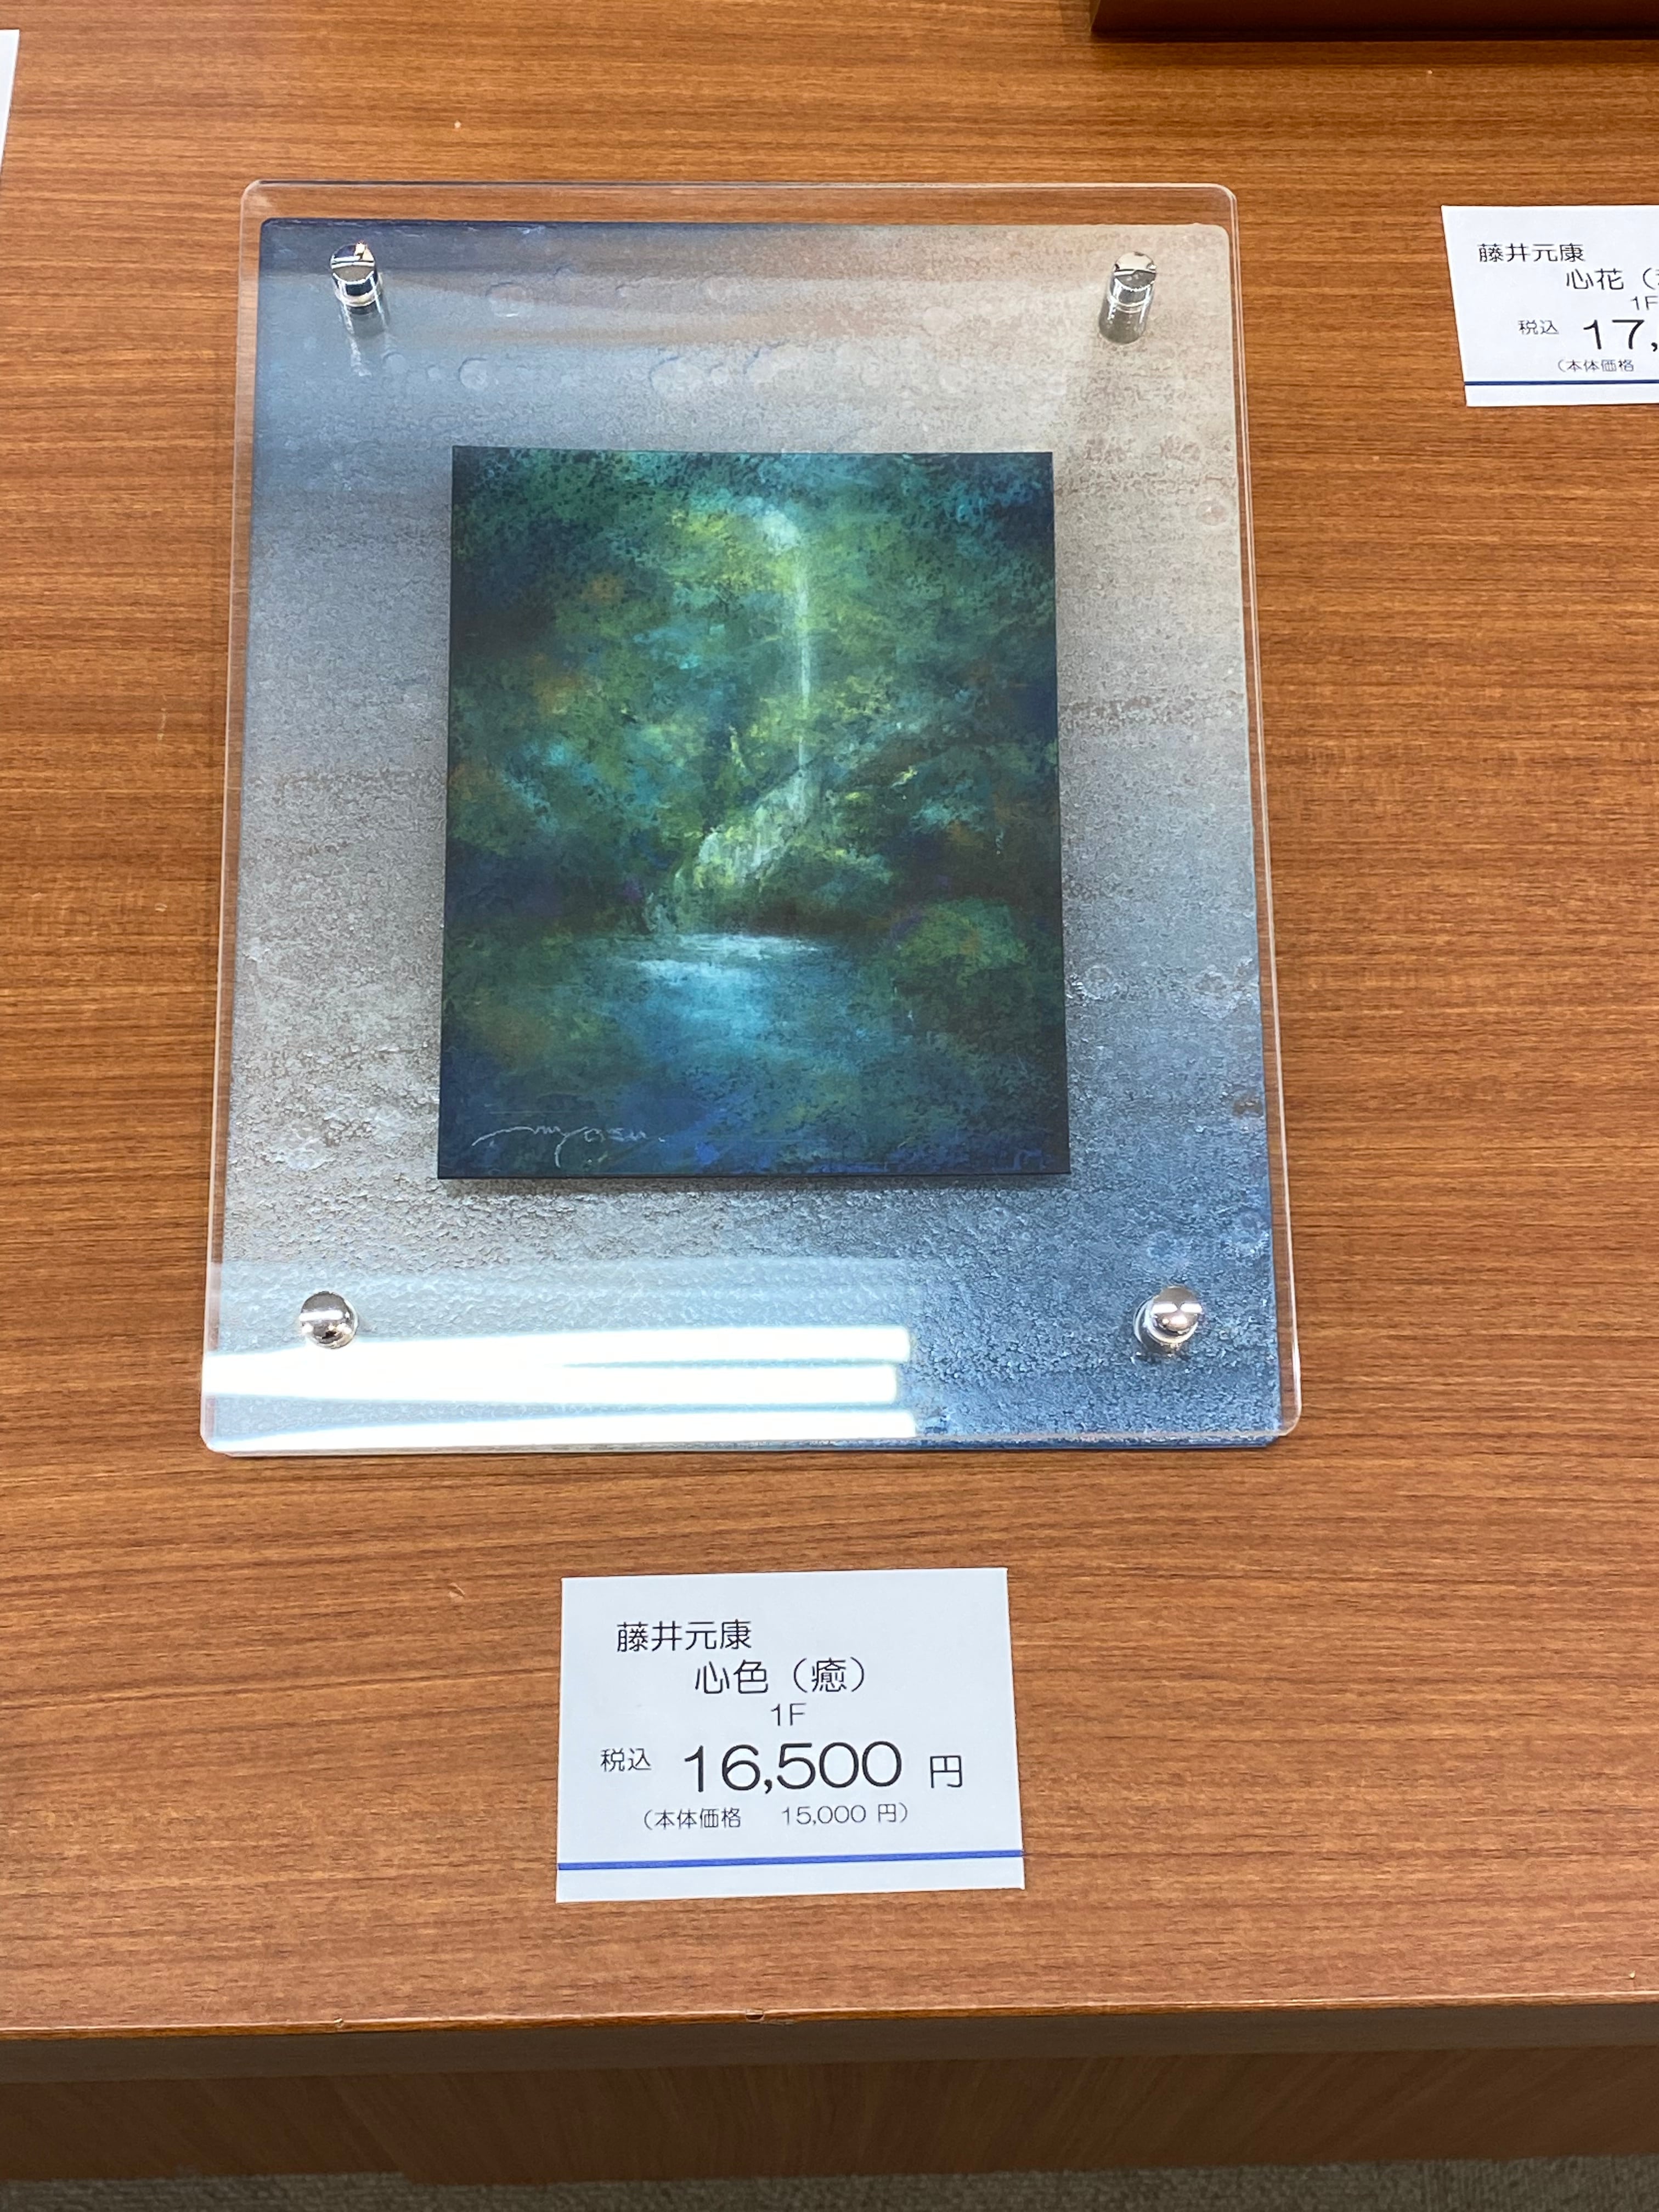 藤井元康
心花（
1F
税込 17,
（本体価格
藤井元康
心色（癒）
1F
税込 16,500 円
（本体価格 15,000 円）